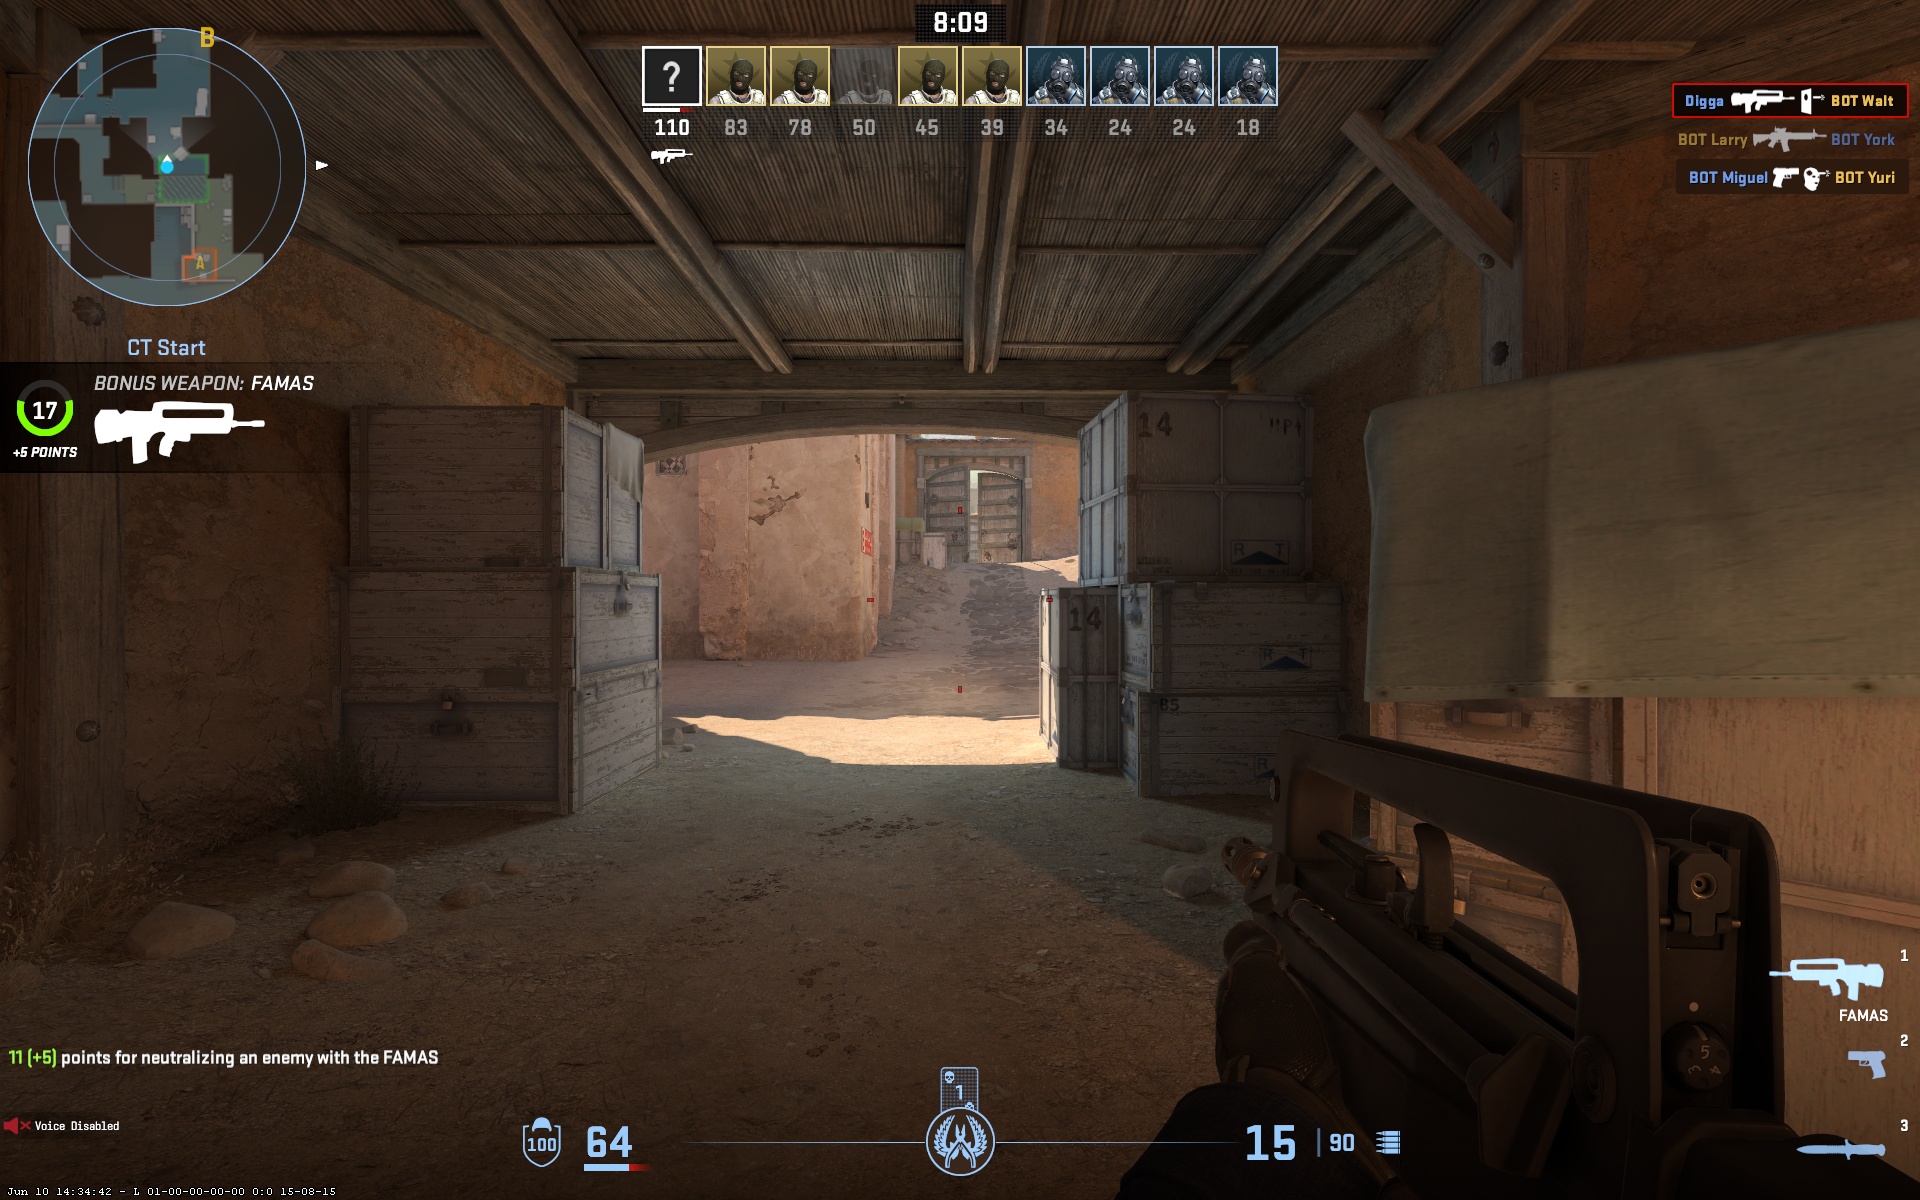 8:09
B
?
110 83 78 50 45 39 34 24 24 18
Digga BOT Walt
BOT Larry BOT York
BOT Miguel BOT Yuri
A
CT Start
BONUS WEAPON: FAMAS
17
+5 POINTS
14
R T
14
R T
85
R
5
1
FAMAS
2
3
11 (+5) points for neutralizing an enemy with the FAMAS
Voice Disabled
100 64
1
15 | 90
Jun 10 14:34:42 - L 01-00-00-00-00 0:0 15-08-15